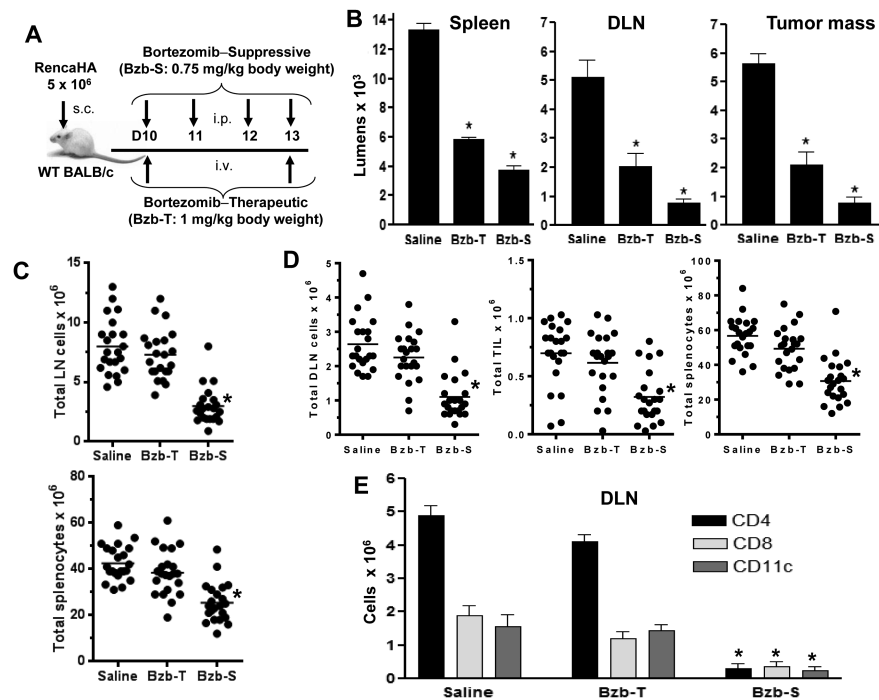 A
Bortezomib–Suppressive
(Bzb-S: 0.75 mg/kg body weight)
RencaHA
5 x 10⁶
s.c.
i.p.
D10 11 12 13
i.v.
WT BALB/c
Bortezomib–Therapeutic
(Bzb-T: 1 mg/kg body weight)
B
Spleen
DLN
Tumor mass
Lumens x 10³
13
12
10
8
6
4
2
0
Saline Bzb-T Bzb-S
* *
7
6
5
4
3
2
1
0
Saline Bzb-T Bzb-S
* *
7
6
5
4
3
2
1
0
Saline Bzb-T Bzb-S
* *
C
Total LN cells x 10⁶
15
10
5
0
Saline Bzb-T Bzb-S
*
Total splenocytes x 10⁶
80
60
40
20
0
Saline Bzb-T Bzb-S
*
D
Total DLN cells x 10⁶
5
4
3
2
1
0
Saline Bzb-T Bzb-S
*
Total TIL x 10⁶
1.5
1.0
0.5
0.0
Saline Bzb-T Bzb-S
*
Total splenocytes x 10⁶
100
80
60
40
20
0
Saline Bzb-T Bzb-S
*
E
DLN
Cells x 10⁶
6
5
4
3
2
1
0
CD4
CD8
CD11c
* * *
Saline Bzb-T Bzb-S